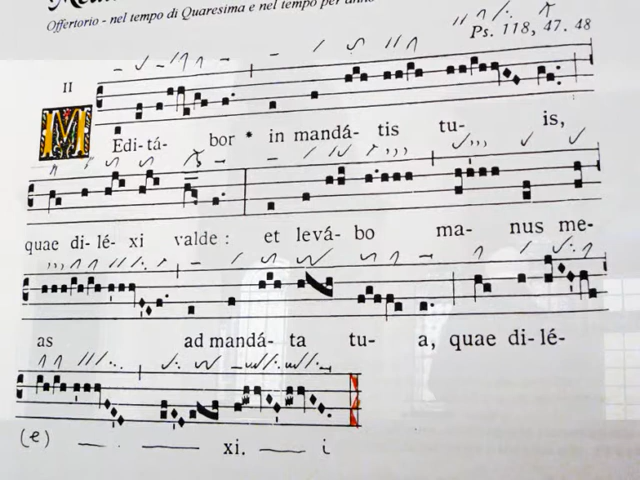 Offertorio - nel tempo di Quaresima e nel tempo per anno
Ps. 118, 47. 48
II
MEdi-tá- bor * in mandá- tis tu- is,
quae di- lé- xi valde : et levá- bo ma- nus me-
as ad mandá- ta tu- a, quae di- lé-
(e) xi. i